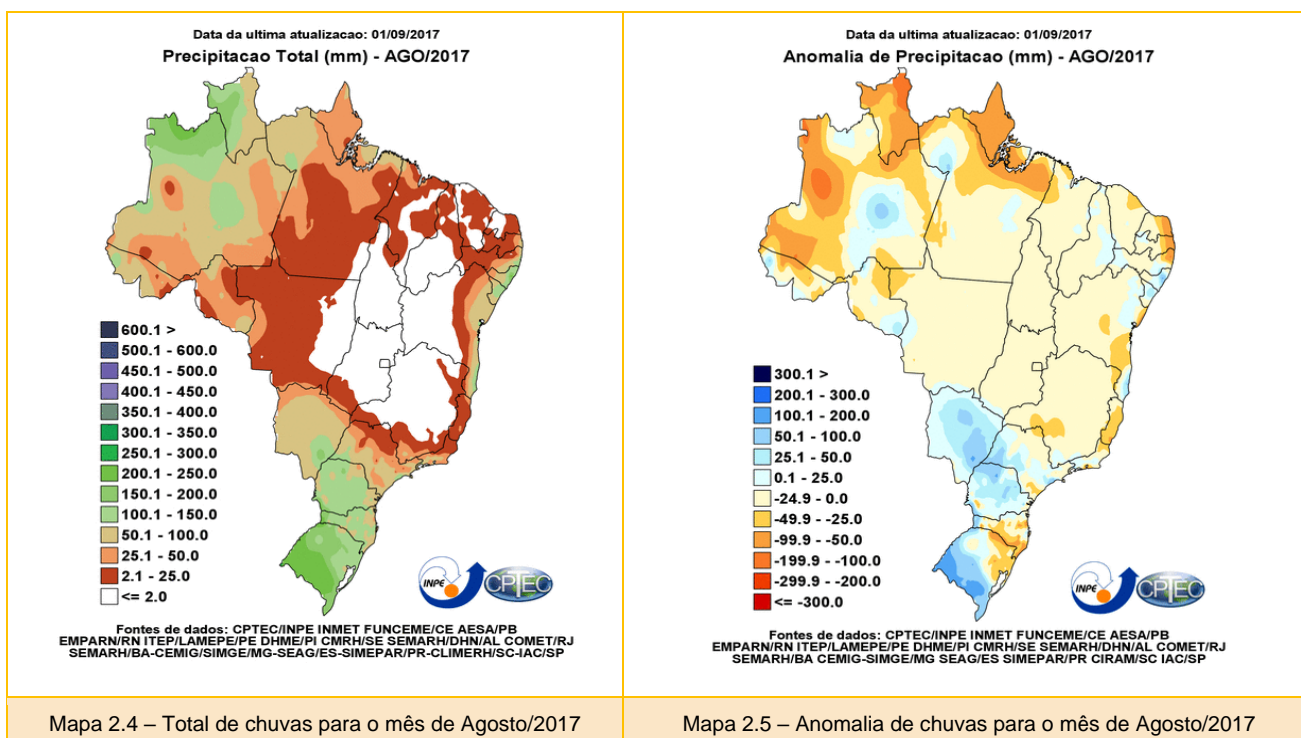 Data da ultima atualizacao: 01/09/2017
Precipitacao Total (mm) - AGO/2017
600.1 >
500.1 - 600.0
450.1 - 500.0
400.1 - 450.0
350.1 - 400.0
300.1 - 350.0
250.1 - 300.0
200.1 - 250.0
150.1 - 200.0
100.1 - 150.0
50.1 - 100.0
25.1 - 50.0
2.1 - 25.0
<= 2.0
INPE
CPTEC
Fontes de dados: CPTEC/INPE INMET FUNCEME/CE AESA/PB
EMPARN/RN ITEP/LAMEPE/PE DHME/PI CMRH/SE SEMARH/DHN/AL COMET/RJ
SEMARH/BA-CEMIG/SIMGE/MG-SEAG/ES-SIMEPAR/PR-CLIMERH/SC-IAC/SP
Mapa 2.4 – Total de chuvas para o mês de Agosto/2017
Data da ultima atualizacao: 01/09/2017
Anomalia de Precipitacao (mm) - AGO/2017
300.1 >
200.1 - 300.0
100.1 - 200.0
50.1 - 100.0
25.1 - 50.0
0.1 - 25.0
-24.9 - 0.0
-49.9 - -25.0
-99.9 - -50.0
-199.9 - -100.0
-299.9 - -200.0
<= -300.0
INPE
CPTEC
Fontes de dados: CPTEC/INPE INMET FUNCEME/CE AESA/PB
EMPARN/RN ITEP/LAMEPE/PE DHME/PI CMRH/SE SEMARH/DHN/AL COMET/RJ
SEMARH/BA CEMIG-SIMGE/MG SEAG/ES SIMEPAR/PR CIRAM/SC IAC/SP
Mapa 2.5 – Anomalia de chuvas para o mês de Agosto/2017